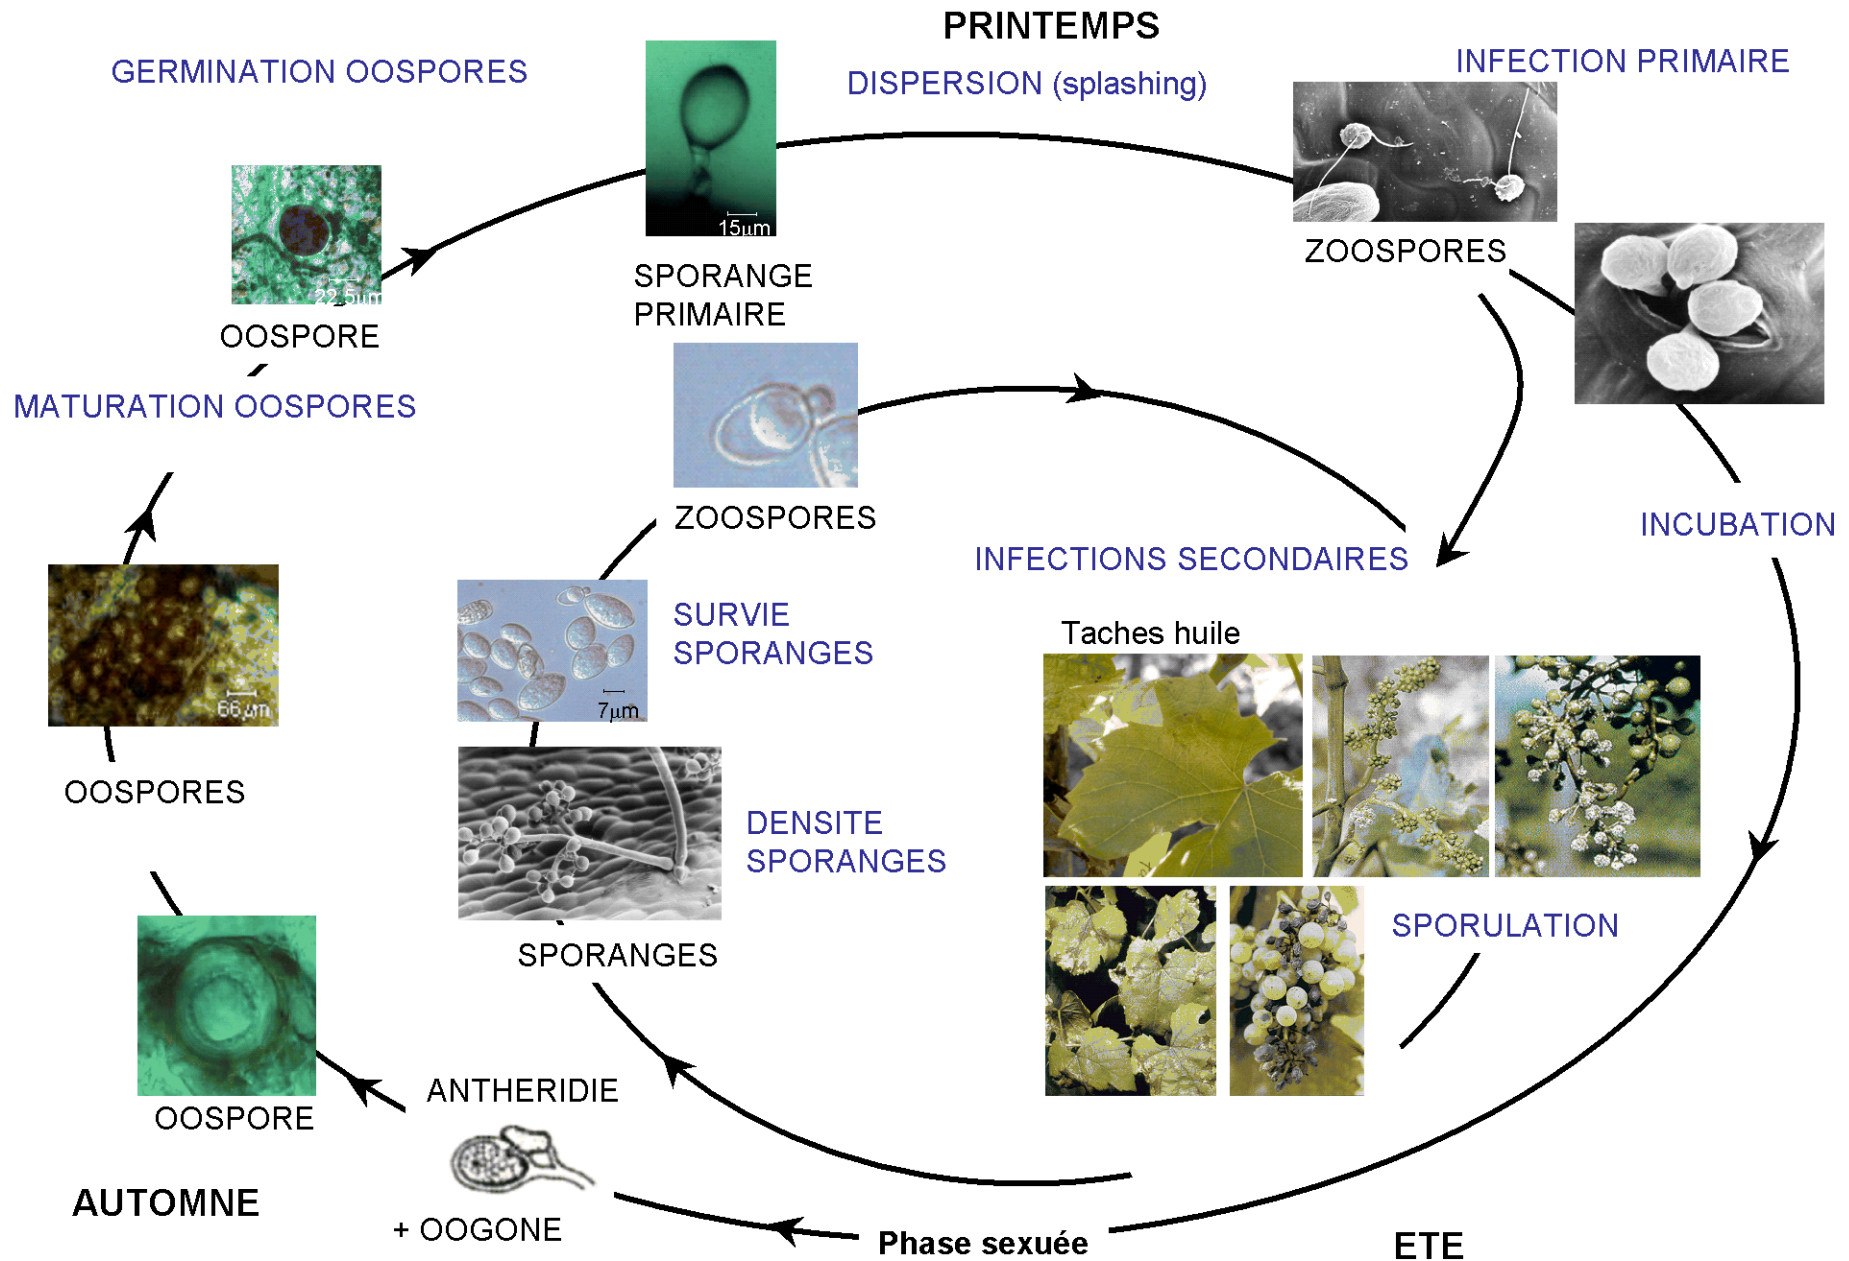 PRINTEMPS
GERMINATION OOSPORES
DISPERSION (splashing)
INFECTION PRIMAIRE
15µm
22.5µm
ZOOSPORES
SPORANGE
PRIMAIRE
OOSPORE
MATURATION OOSPORES
ZOOSPORES
INCUBATION
INFECTIONS SECONDAIRES
SURVIE
SPORANGES
Taches huile
7µm
66µm
OOSPORES
DENSITE
SPORANGES
SPORULATION
SPORANGES
ANTHERIDIE
OOSPORE
AUTOMNE
+ OOGONE
Phase sexuée
ETE